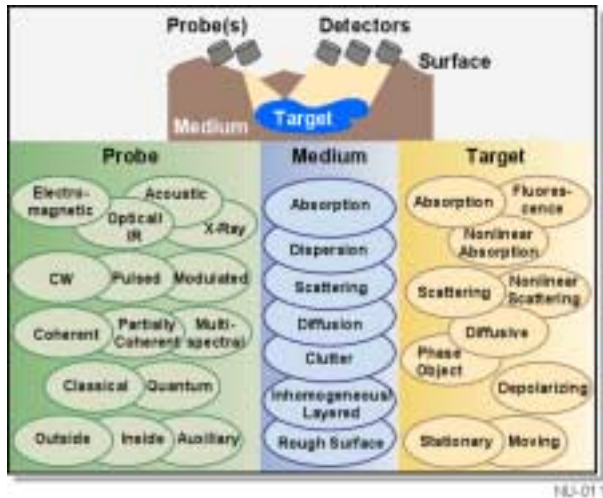 Probe(s)
Detectors
Surface
Medium
Target
Probe
Medium
Target
Electro-
magnetic
Acoustic
Optical/
IR
X-Ray
CW
Pulsed
Modulated
Coherent
Partially
Coherent
Multi-
spectral
Classical
Quantum
Outside
Inside
Auxiliary
Absorption
Dispersion
Scattering
Diffusion
Clutter
Inhomogeneous/
Layered
Rough Surface
Absorption
Fluores-
cence
Nonlinear
Absorption
Scattering
Nonlinear
Scattering
Diffusive
Phase
Object
Depolarizing
Stationary
Moving
NU-011